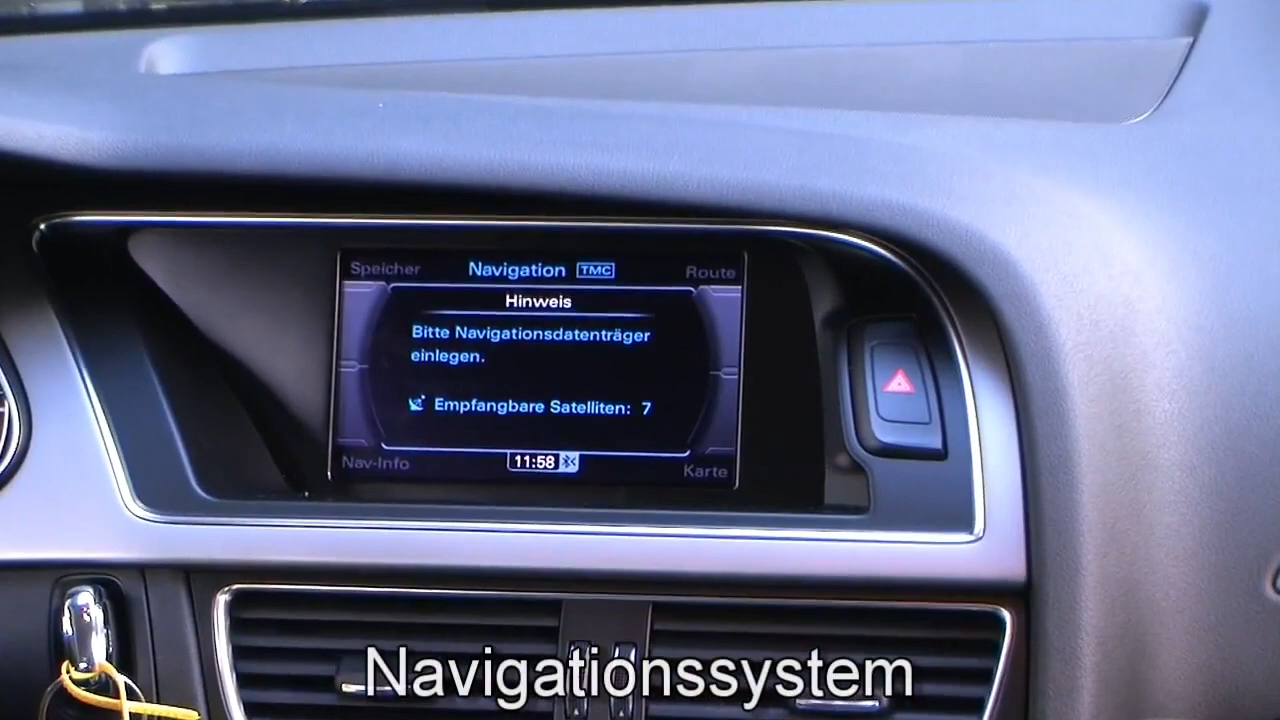 Speicher Navigation TMC Route
Hinweis
Bitte Navigationsdatenträger
einlegen.
Empfangbare Satelliten: 7
Nav-Info 11:58 Karte
Navigationssystem